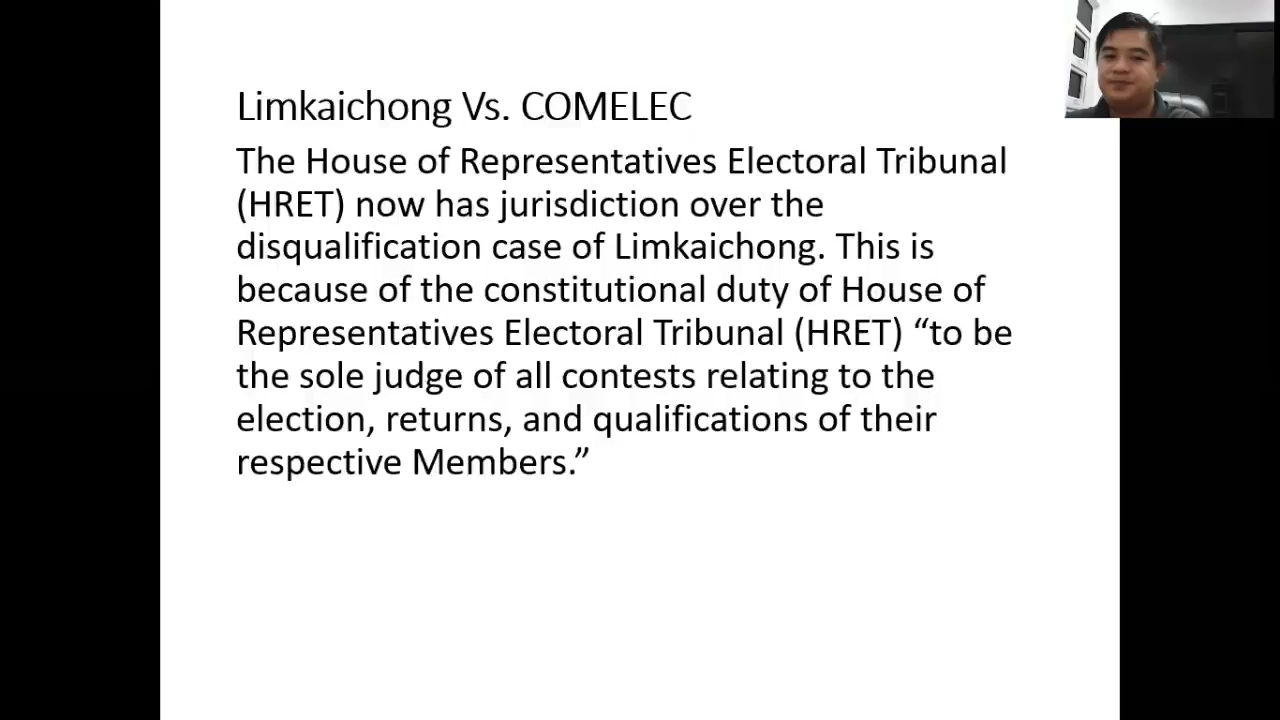 Limkaichong Vs. COMELEC
The House of Representatives Electoral Tribunal
(HRET) now has jurisdiction over the
disqualification case of Limkaichong. This is
because of the constitutional duty of House of
Representatives Electoral Tribunal (HRET) “to be
the sole judge of all contests relating to the
election, returns, and qualifications of their
respective Members.”